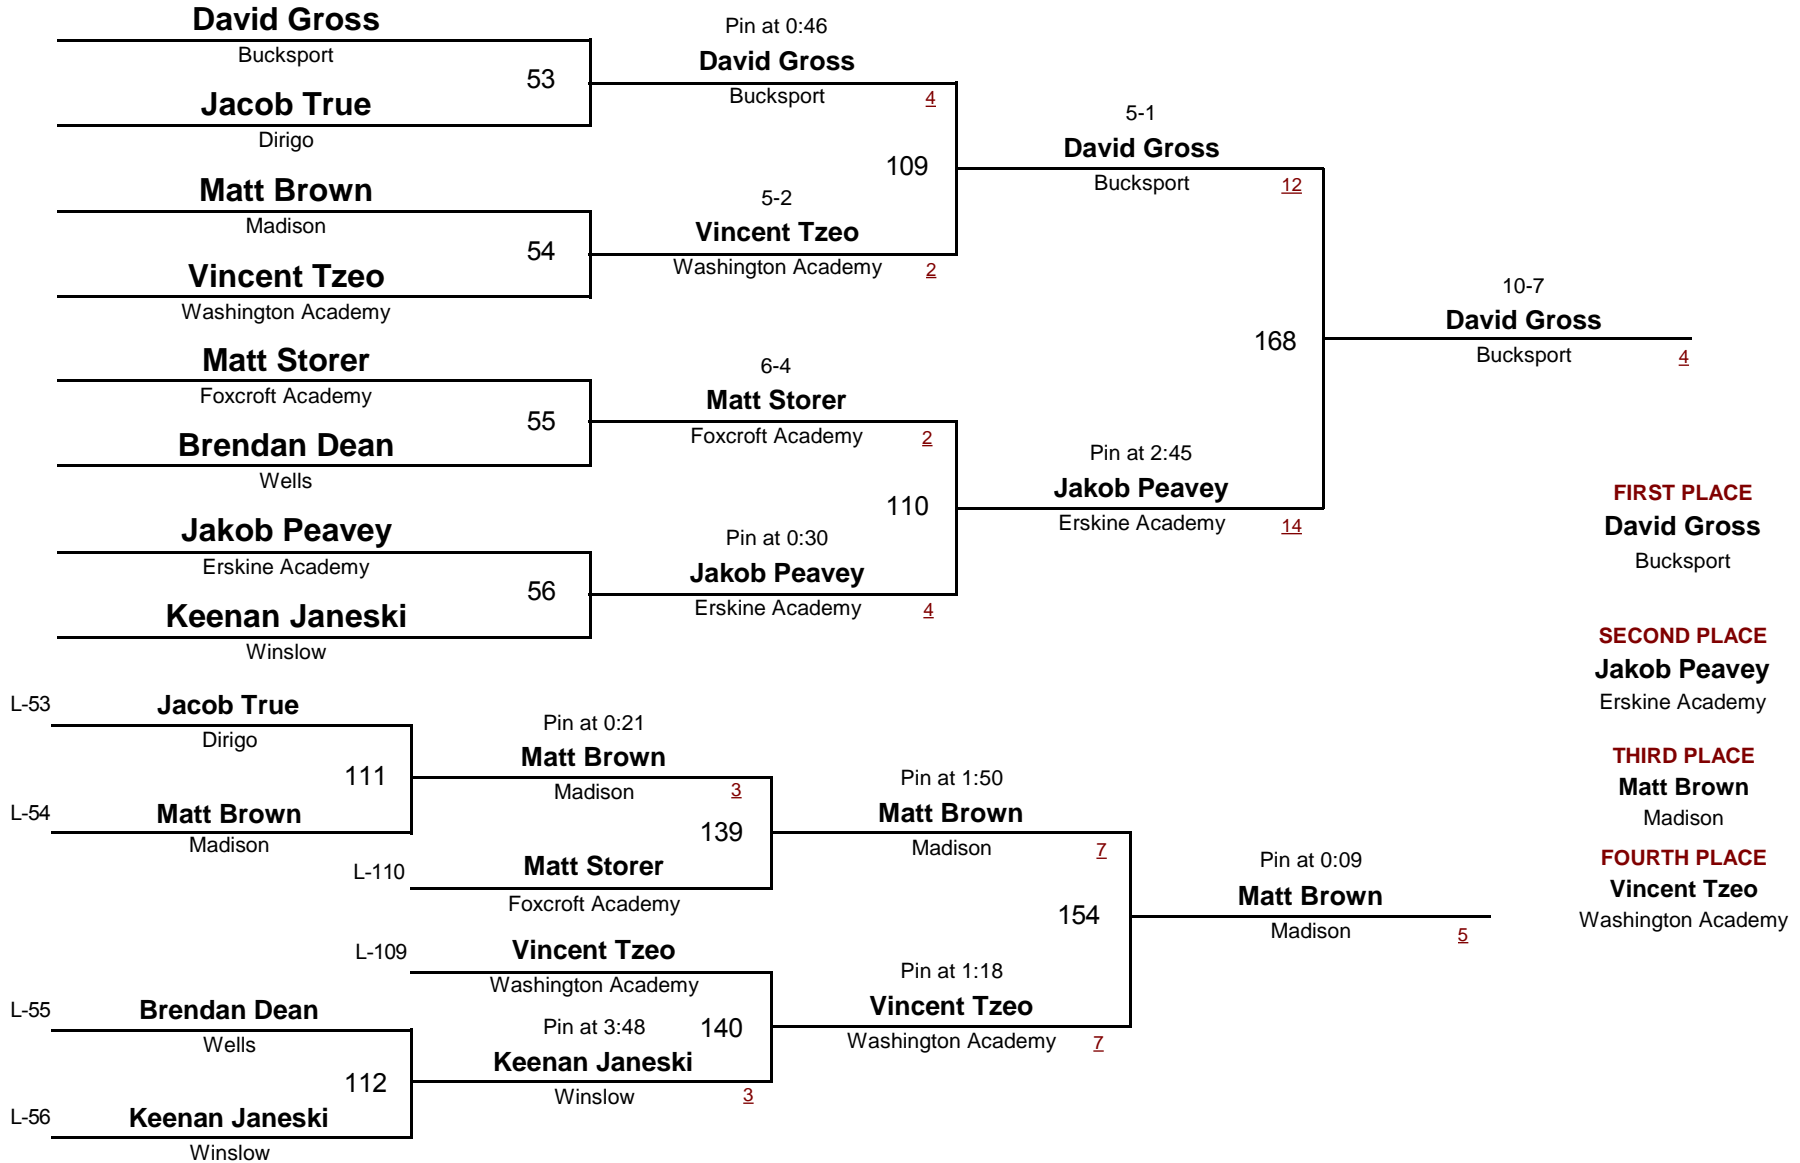 David Gross
Bucksport
53
Jacob True
Dirigo
Matt Brown
Madison
54
Vincent Tzeo
Washington Academy
Matt Storer
Foxcroft Academy
55
Brendan Dean
Wells
Jakob Peavey
Erskine Academy
56
Keenan Janeski
Winslow
Pin at 0:46
David Gross
Bucksport 4
109
5-2
Vincent Tzeo
Washington Academy 2
6-4
Matt Storer
Foxcroft Academy 2
110
Pin at 0:30
Jakob Peavey
Erskine Academy 4
5-1
David Gross
Bucksport 12
168
Pin at 2:45
Jakob Peavey
Erskine Academy 14
10-7
David Gross
Bucksport 4
FIRST PLACE
David Gross
Bucksport
SECOND PLACE
Jakob Peavey
Erskine Academy
THIRD PLACE
Matt Brown
Madison
FOURTH PLACE
Vincent Tzeo
Washington Academy
L-53 Jacob True
Dirigo
111
L-54 Matt Brown
Madison
Pin at 0:21
Matt Brown
Madison 3
139
L-110 Matt Storer
Foxcroft Academy
L-109 Vincent Tzeo
Washington Academy
140
Pin at 3:48
Keenan Janeski
Winslow 3
L-55 Brendan Dean
Wells
112
L-56 Keenan Janeski
Winslow
Pin at 1:50
Matt Brown
Madison 7
154
Pin at 1:18
Vincent Tzeo
Washington Academy 7
Pin at 0:09
Matt Brown
Madison 5